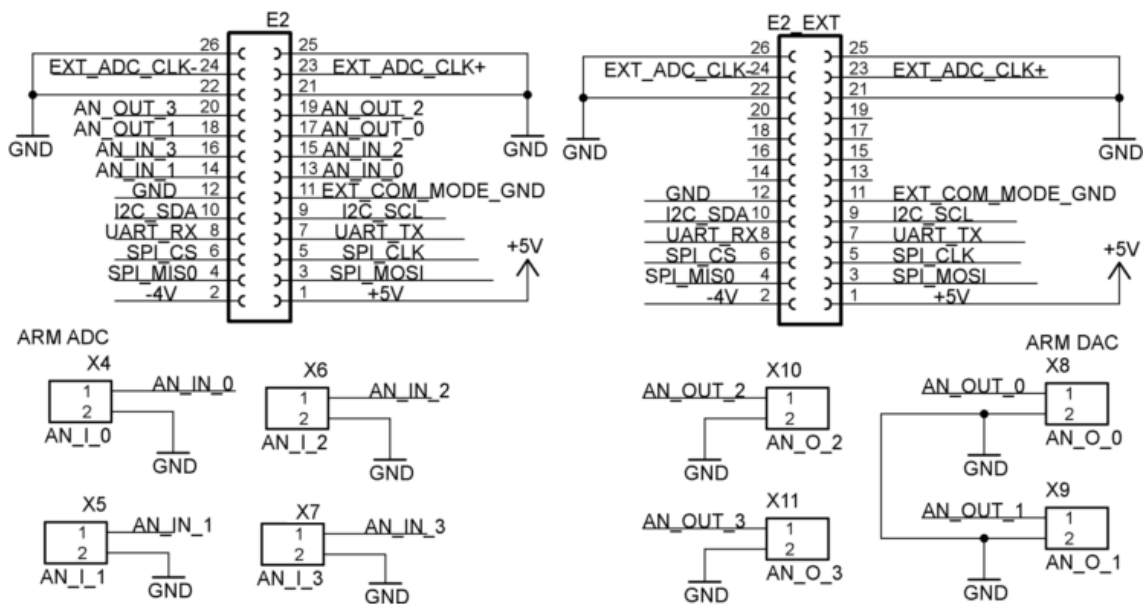 E2
E2_EXT
26 25
EXT_ADC_CLK- 24 23 EXT_ADC_CLK+
22 21
AN_OUT_3 20 19 AN_OUT_2
AN_OUT_1 18 17 AN_OUT_0
GND GND
AN_IN_3 16 15 AN_IN_2
AN_IN_1 14 13 AN_IN_0
GND 12 11 EXT_COM_MODE_GND
I2C_SDA 10 9 I2C_SCL
UART_RX 8 7 UART_TX
+5V
SPI_CS 6 5 SPI_CLK
SPI_MIS0 4 3 SPI_MOSI
-4V 2 1 +5V
26 25
EXT_ADC_CLK- 24 23 EXT_ADC_CLK+
22 21
20 19
18 17
GND GND
16 15
14 13
GND 12 11 EXT_COM_MODE_GND
I2C_SDA 10 9 I2C_SCL
UART_RX 8 7 UART_TX
+5V
SPI_CS 6 5 SPI_CLK
SPI_MIS0 4 3 SPI_MOSI
-4V 2 1 +5V
ARM ADC
X4
1 AN_IN_0
2
AN_I_0
GND
X6
1 AN_IN_2
2
AN_I_2
GND
X5
1 AN_IN_1
2
AN_I_1
GND
X7
1 AN_IN_3
2
AN_I_3
GND
X10
AN_OUT_2 1
2
AN_O_2
GND
X11
AN_OUT_3 1
2
AN_O_3
GND
ARM DAC
X8
AN_OUT_0 1
2
AN_O_0
GND
X9
AN_OUT_1 1
2
AN_O_1
GND